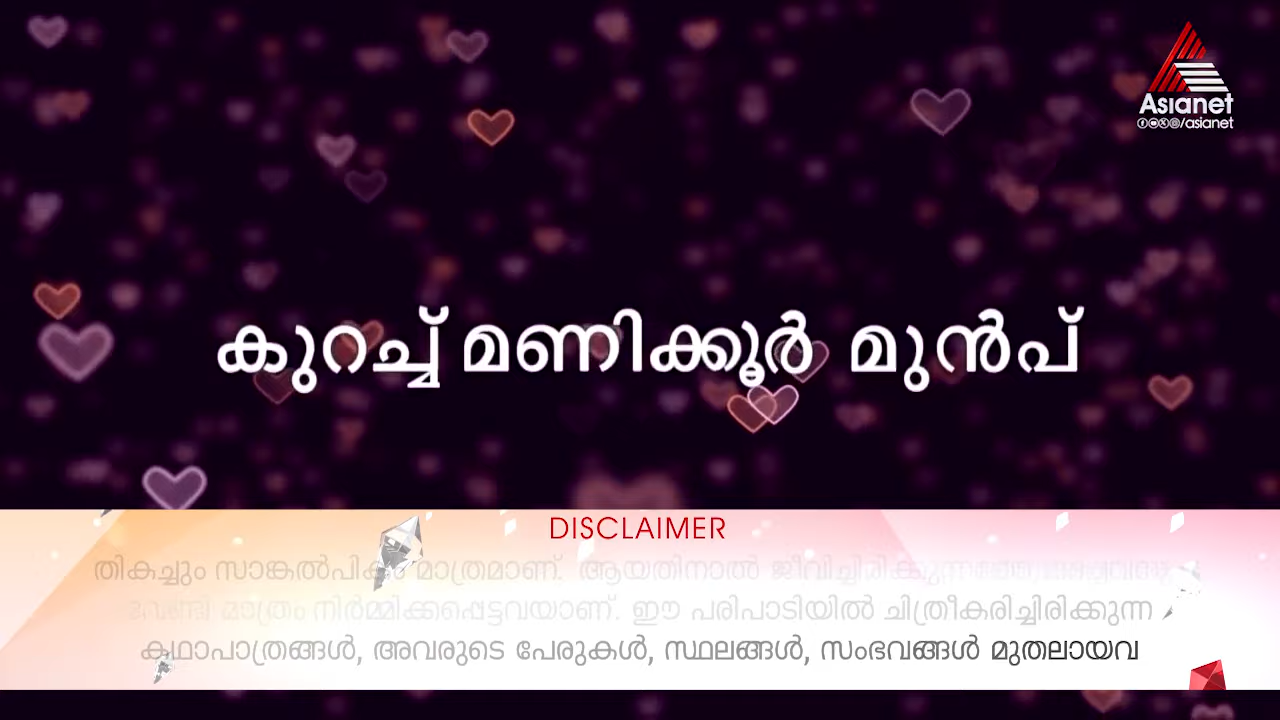 Asianet
/asianet
കുറച്ച് മണിക്കൂർ മുൻപ്
DISCLAIMER
തികച്ചും സാങ്കൽപികം മാത്രമാണ്. ആയതിനാൽ
മാത്രം നിർമ്മിക്കപ്പെട്ടവയാണ്. ഈ പരിപാടിയിൽ ചിത്രീകരിച്ചിരിക്കുന്ന
കഥാപാത്രങ്ങൾ, അവരുടെ പേരുകൾ, സ്ഥലങ്ങൾ, സംഭവങ്ങൾ മുതലായവ